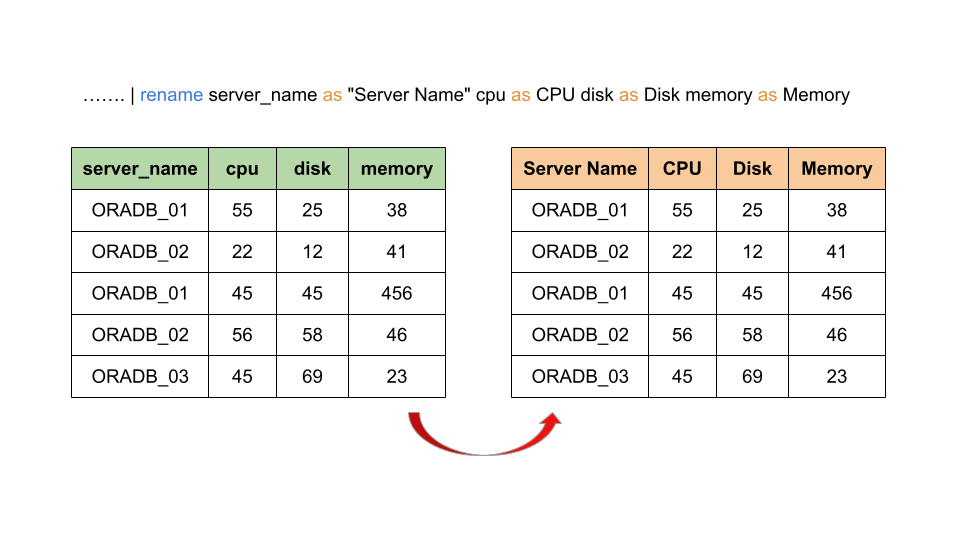 ……. | rename server_name as "Server Name" cpu as CPU disk as Disk memory as Memory
server_name cpu disk memory
ORADB_01 55 25 38
ORADB_02 22 12 41
ORADB_01 45 45 456
ORADB_02 56 58 46
ORADB_03 45 69 23
Server Name CPU Disk Memory
ORADB_01 55 25 38
ORADB_02 22 12 41
ORADB_01 45 45 456
ORADB_02 56 58 46
ORADB_03 45 69 23